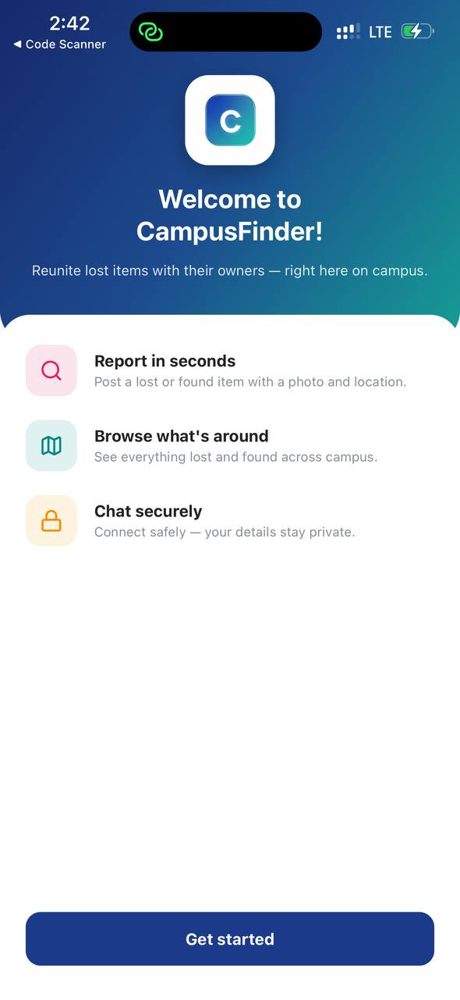 2:42
LTE
◀ Code Scanner
C
Welcome to
CampusFinder!
Reunite lost items with their owners — right here on campus.
Report in seconds
Post a lost or found item with a photo and location.
Browse what's around
See everything lost and found across campus.
Chat securely
Connect safely — your details stay private.
Get started